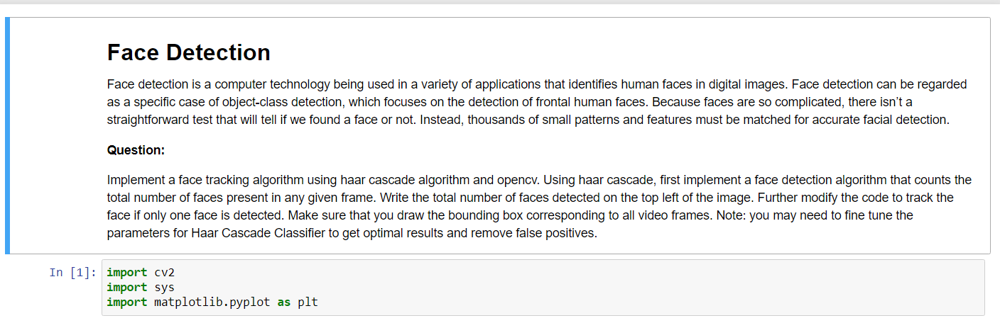 Face Detection
Face detection is a computer technology being used in a variety of applications that identifies human faces in digital images. Face detection can be regarded
as a specific case of object-class detection, which focuses on the detection of frontal human faces. Because faces are so complicated, there isn’t a
straightforward test that will tell if we found a face or not. Instead, thousands of small patterns and features must be matched for accurate facial detection.
Question:
Implement a face tracking algorithm using haar cascade algorithm and opencv. Using haar cascade, first implement a face detection algorithm that counts the
total number of faces present in any given frame. Write the total number of faces detected on the top left of the image. Further modify the code to track the
face if only one face is detected. Make sure that you draw the bounding box corresponding to all video frames. Note: you may need to fine tune the
parameters for Haar Cascade Classifier to get optimal results and remove false positives.
In [1]: import cv2
import sys
import matplotlib.pyplot as plt